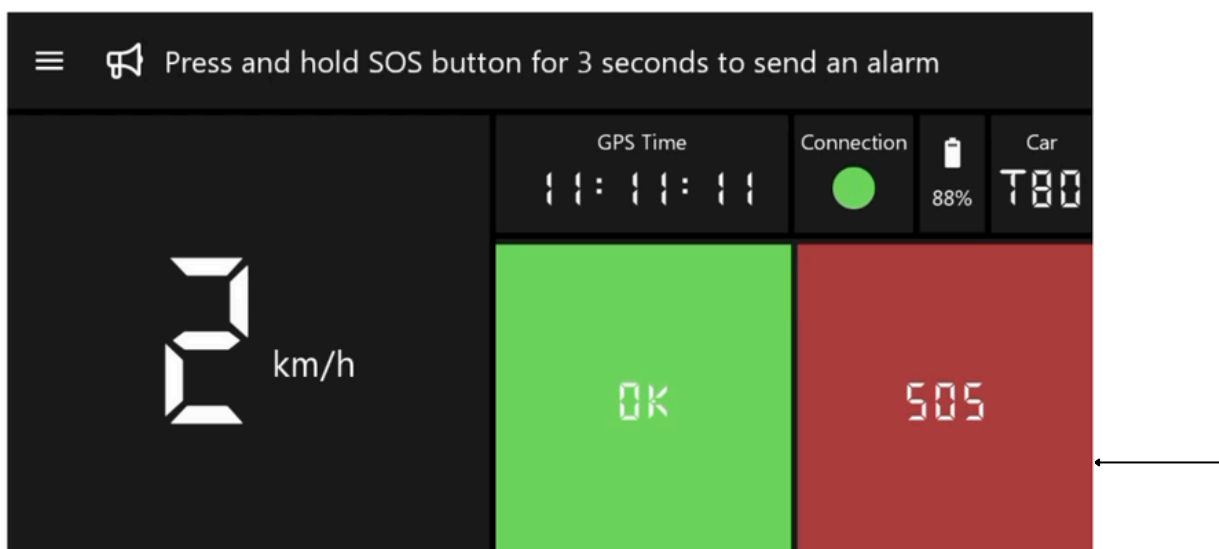 Press and hold SOS button for 3 seconds to send an alarm
GPS Time
11:11:11
Connection
88%
Car
T80
2 km/h
OK
SOS